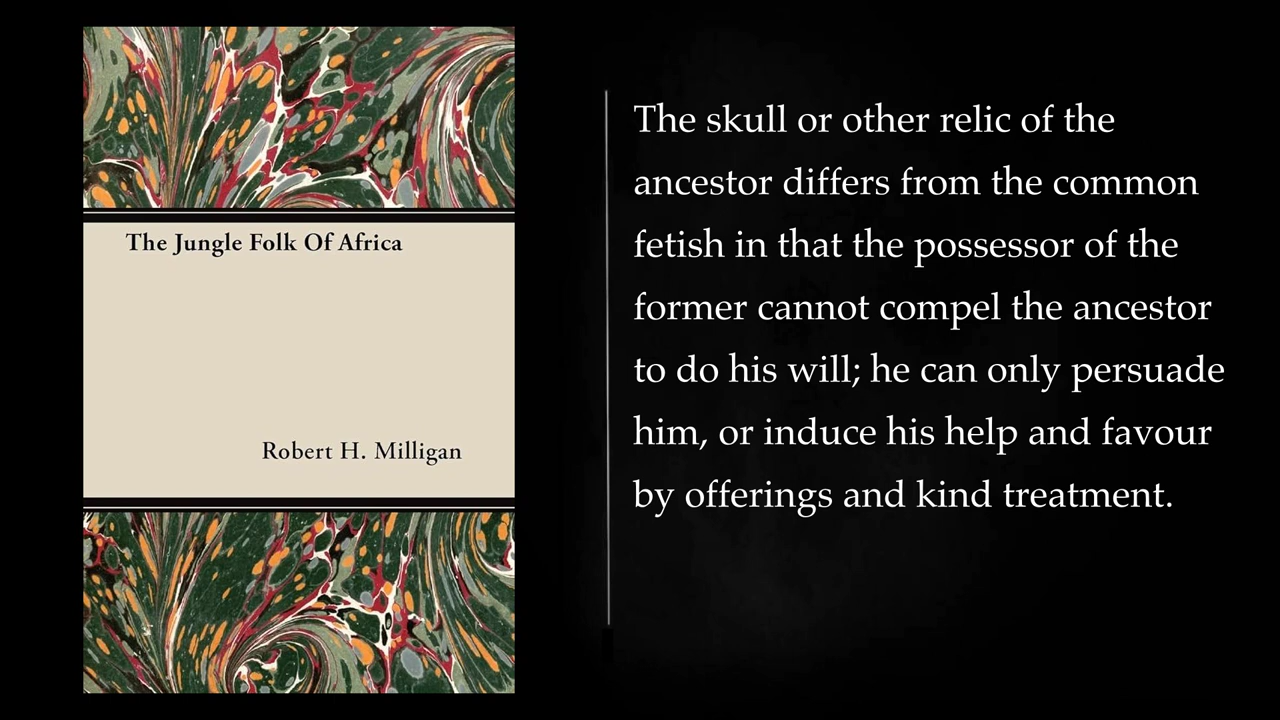 The Jungle Folk Of Africa
Robert H. Milligan
The skull or other relic of the
ancestor differs from the common
fetish in that the possessor of the
former cannot compel the ancestor
to do his will; he can only persuade
him, or induce his help and favour
by offerings and kind treatment.